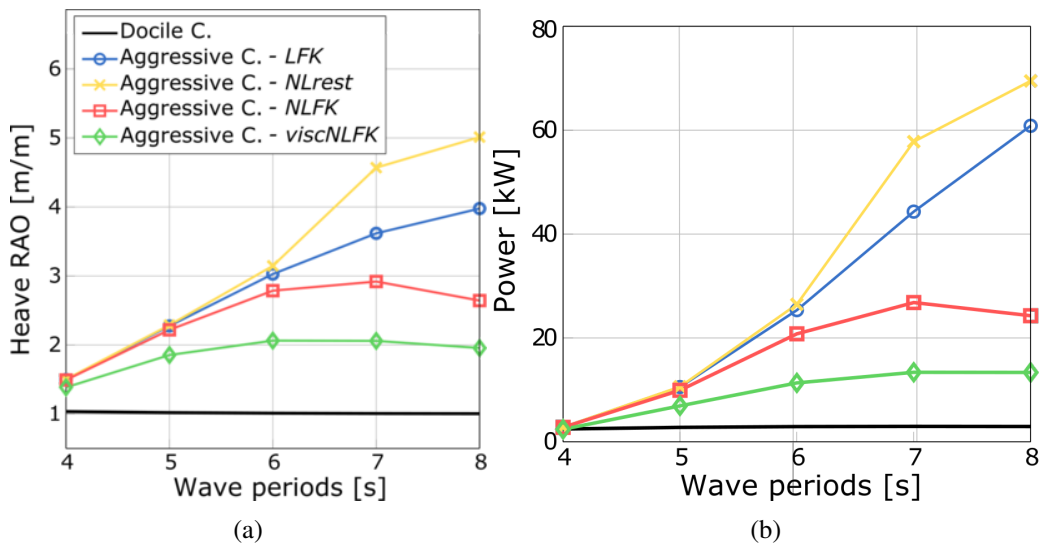 Docile C.
Aggressive C. - LFK
Aggressive C. - NLrest
Aggressive C. - NLFK
Aggressive C. - viscNLFK
Heave RAO [m/m]
6
5
4
3
2
1
4 5 6 7 8
Wave periods [s]
(a)
Power [kW]
80
60
40
20
0
4 5 6 7 8
Wave periods [s]
(b)